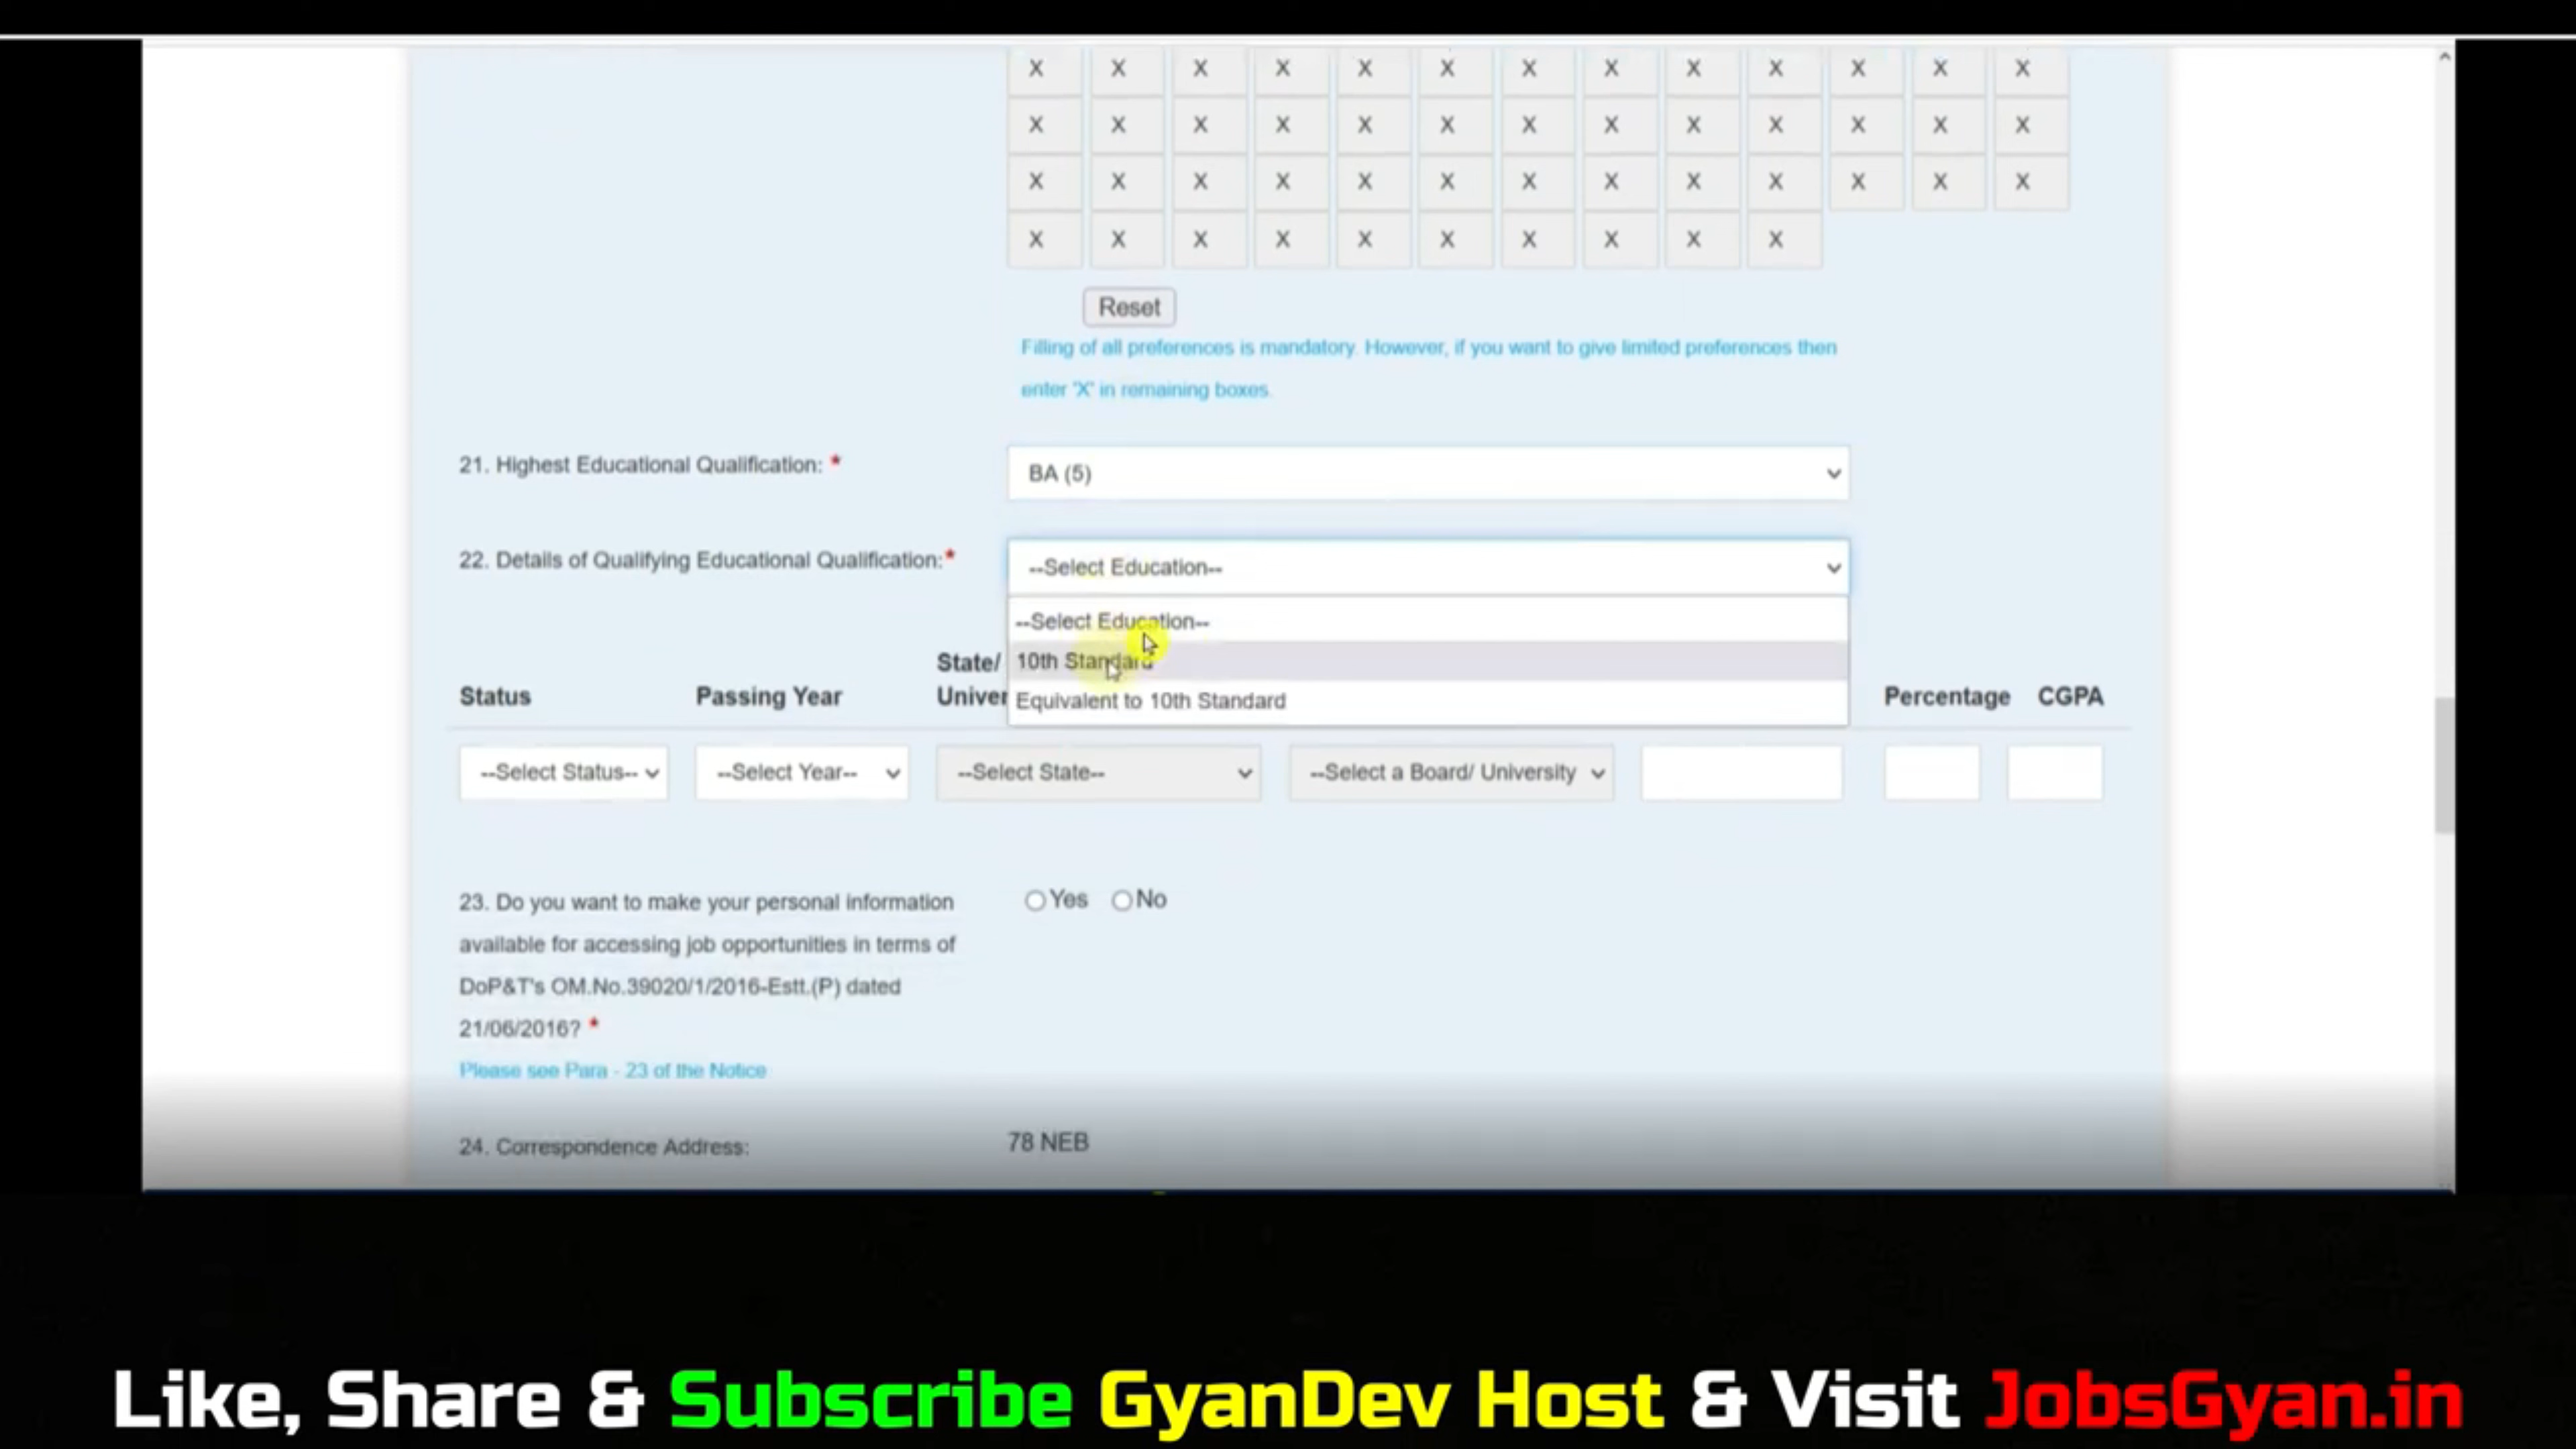 X X X X X X X X X X X X X
X X X X X X X X X X X X X
X X X X X X X X X X X X X
X X X X X X X X X X
Reset
Filling of all preferences is mandatory. However, if you want to give limited preferences then
enter 'X' in remaining boxes.
21. Highest Educational Qualification: *
BA (5)
22. Details of Qualifying Educational Qualification:*
--Select Education--
--Select Education--
10th Standard
Equivalent to 10th Standard
Status
Passing Year
State/
Univer
Percentage
CGPA
--Select Status--
--Select Year--
--Select State--
--Select a Board/ University
23. Do you want to make your personal information
available for accessing job opportunities in terms of
DoP&T's OM.No.39020/1/2016-Estt.(P) dated
21/06/2016? *
Yes No
Please see Para - 23 of the Notice
24. Correspondence Address:
78 NEB
Like, Share & Subscribe GyanDev Host & Visit JobsGyan.in